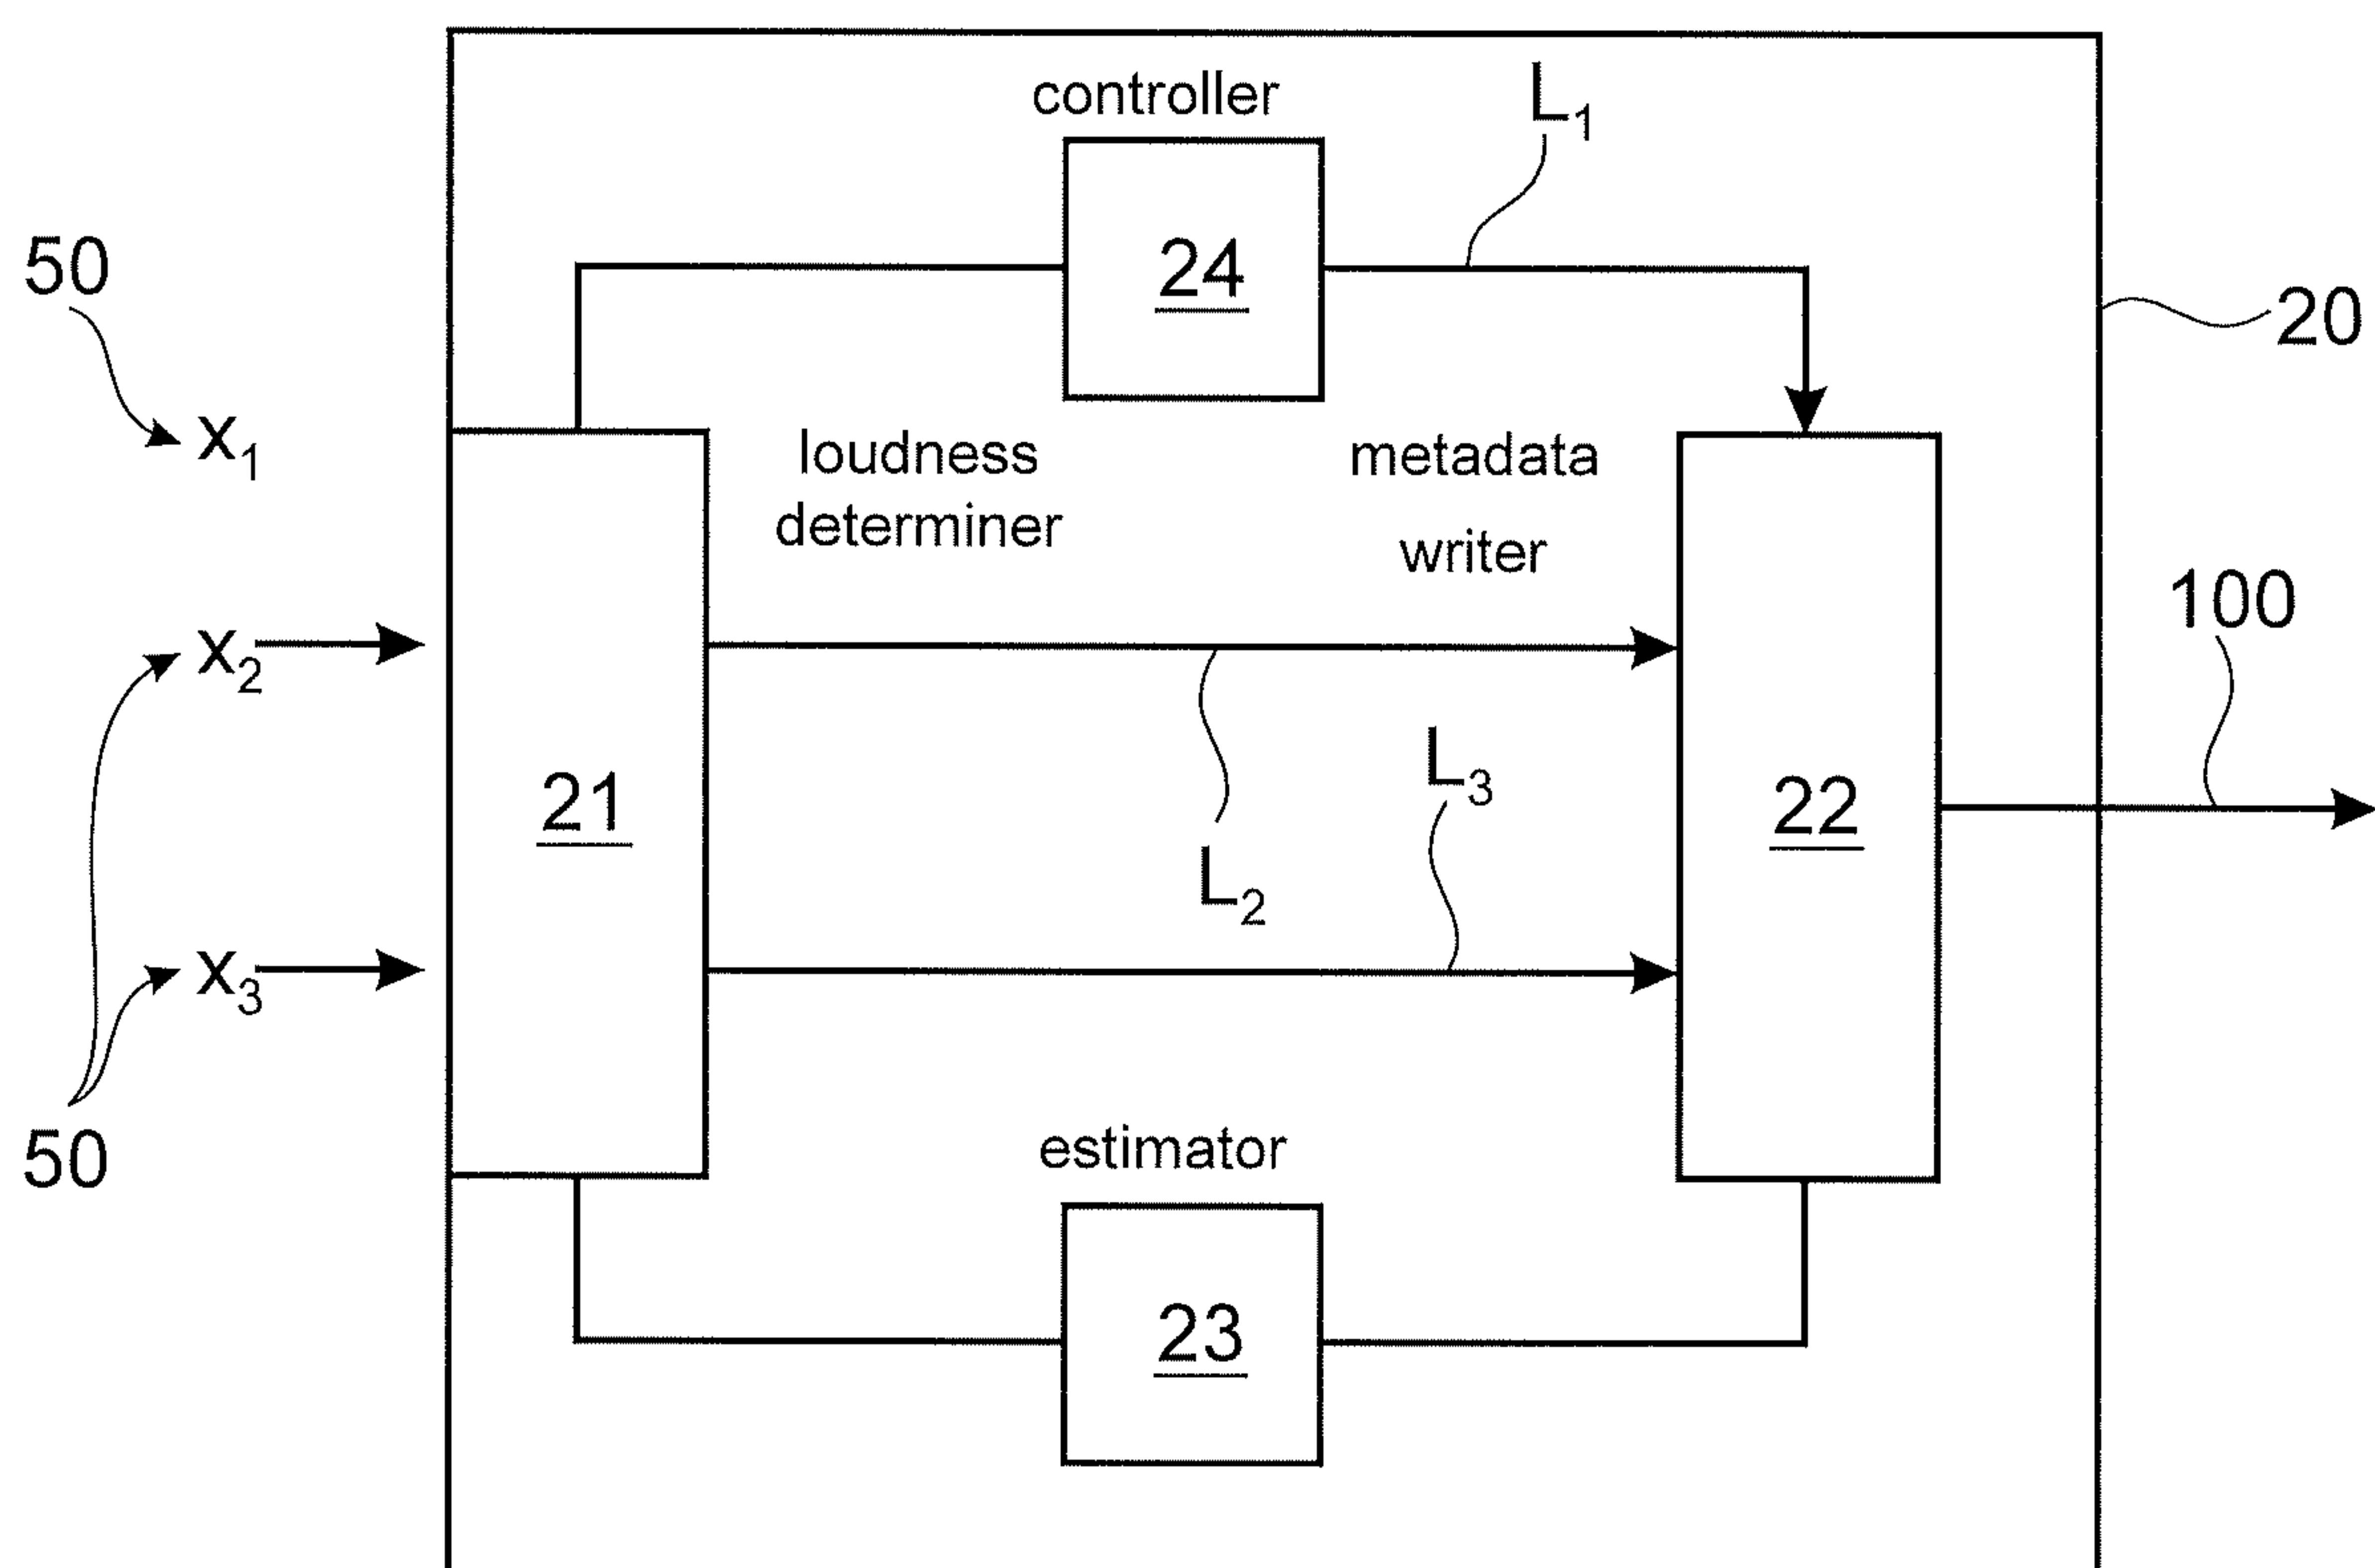 controller
L₁
50
24
20
x₁
loudness
determiner
metadata
writer
100
x₂
L₃
21
22
L₂
x₃
50
estimator
23